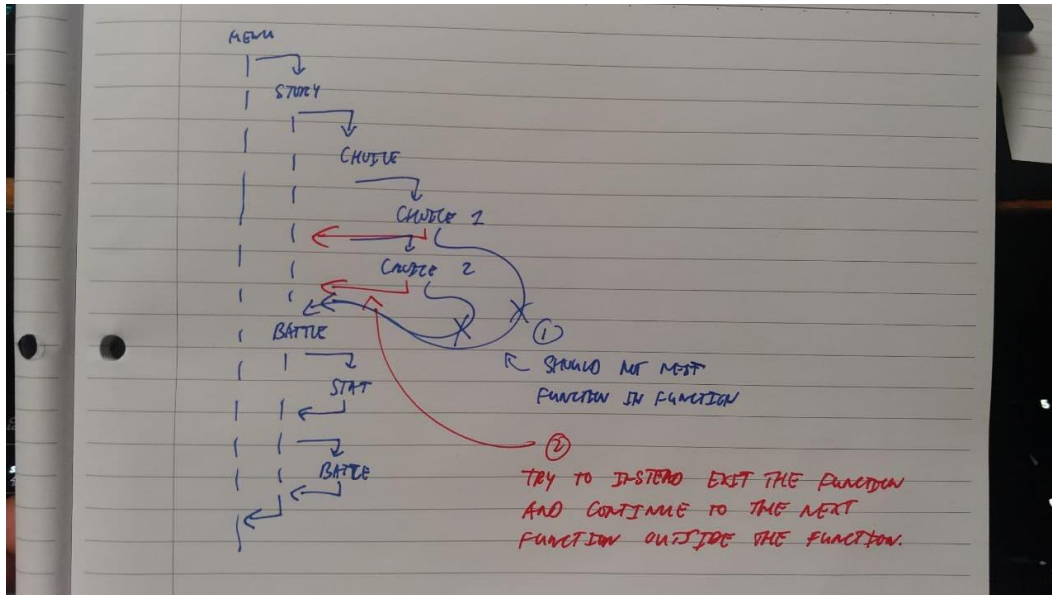 MENU
STORY
CHOICE
CHOICE 1
CHOICE 2
BATTLE
①
SHOULD NOT NEST
FUNCTION IN FUNCTION
STAT
②
BATTLE
TRY TO INSTEAD EXIT THE FUNCTION
AND CONTINUE TO THE NEXT
FUNCTION OUTSIDE THE FUNCTION.